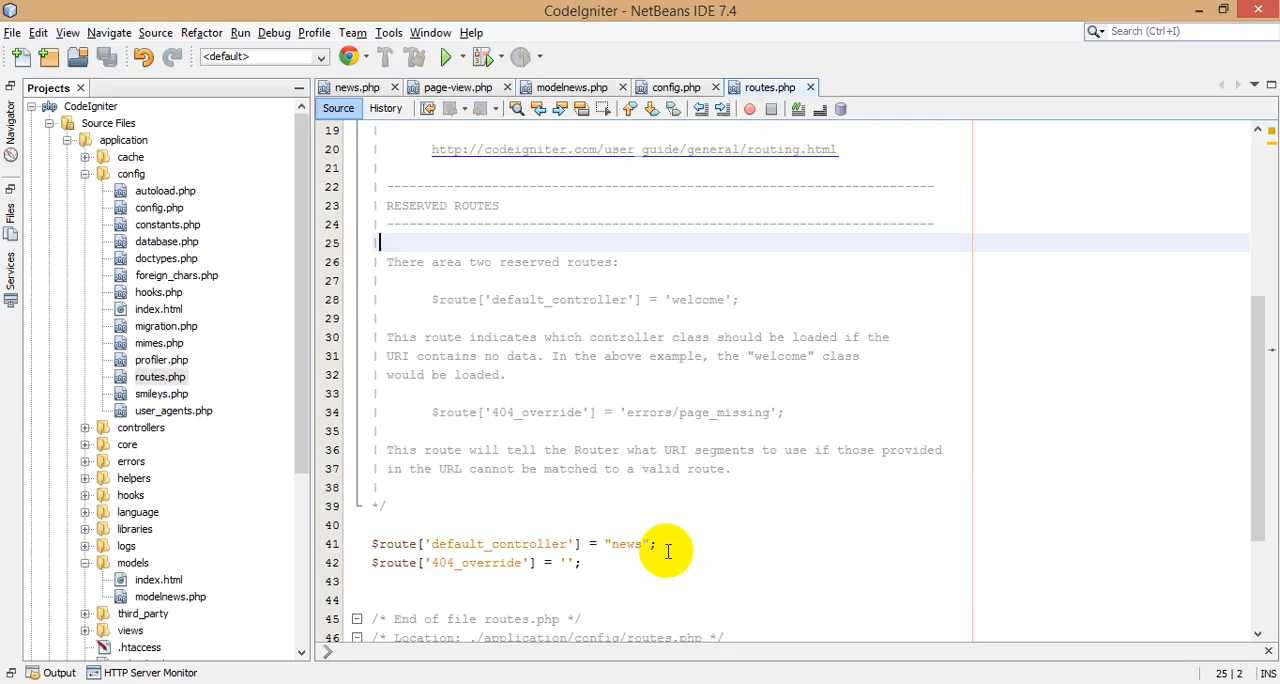 CodeIgniter - NetBeans IDE 7.4
File Edit View Navigate Source Refactor Run Debug Profile Team Tools Window Help
Search (Ctrl+I)
<default>
Projects
news.php page-view.php modelnews.php config.php routes.php
Source History
Navigator
Files
Services
CodeIgniter
Source Files
application
cache
config
autoload.php
config.php
constants.php
database.php
doctypes.php
foreign_chars.php
hooks.php
index.html
migration.php
mimes.php
profiler.php
routes.php
smileys.php
user_agents.php
controllers
core
errors
helpers
hooks
language
libraries
logs
models
index.html
modelnews.php
third_party
views
.htaccess
19 |
20 | http://codeigniter.com/user_guide/general/routing.html
21 |
22 | -------------------------------------------------------------------------
23 | RESERVED ROUTES
24 | -------------------------------------------------------------------------
25 |
26 | There area two reserved routes:
27 |
28 | $route['default_controller'] = 'welcome';
29 |
30 | This route indicates which controller class should be loaded if the
31 | URI contains no data. In the above example, the "welcome" class
32 | would be loaded.
33 |
34 | $route['404_override'] = 'errors/page_missing';
35 |
36 | This route will tell the Router what URI segments to use if those provided
37 | in the URL cannot be matched to a valid route.
38 |
39 */
40
41 $route['default_controller'] = "news";
42 $route['404_override'] = '';
43
44
45 /* End of file routes.php */
46 /* Location: ./application/config/routes.php */
Output HTTP Server Monitor
25 | 2 INS